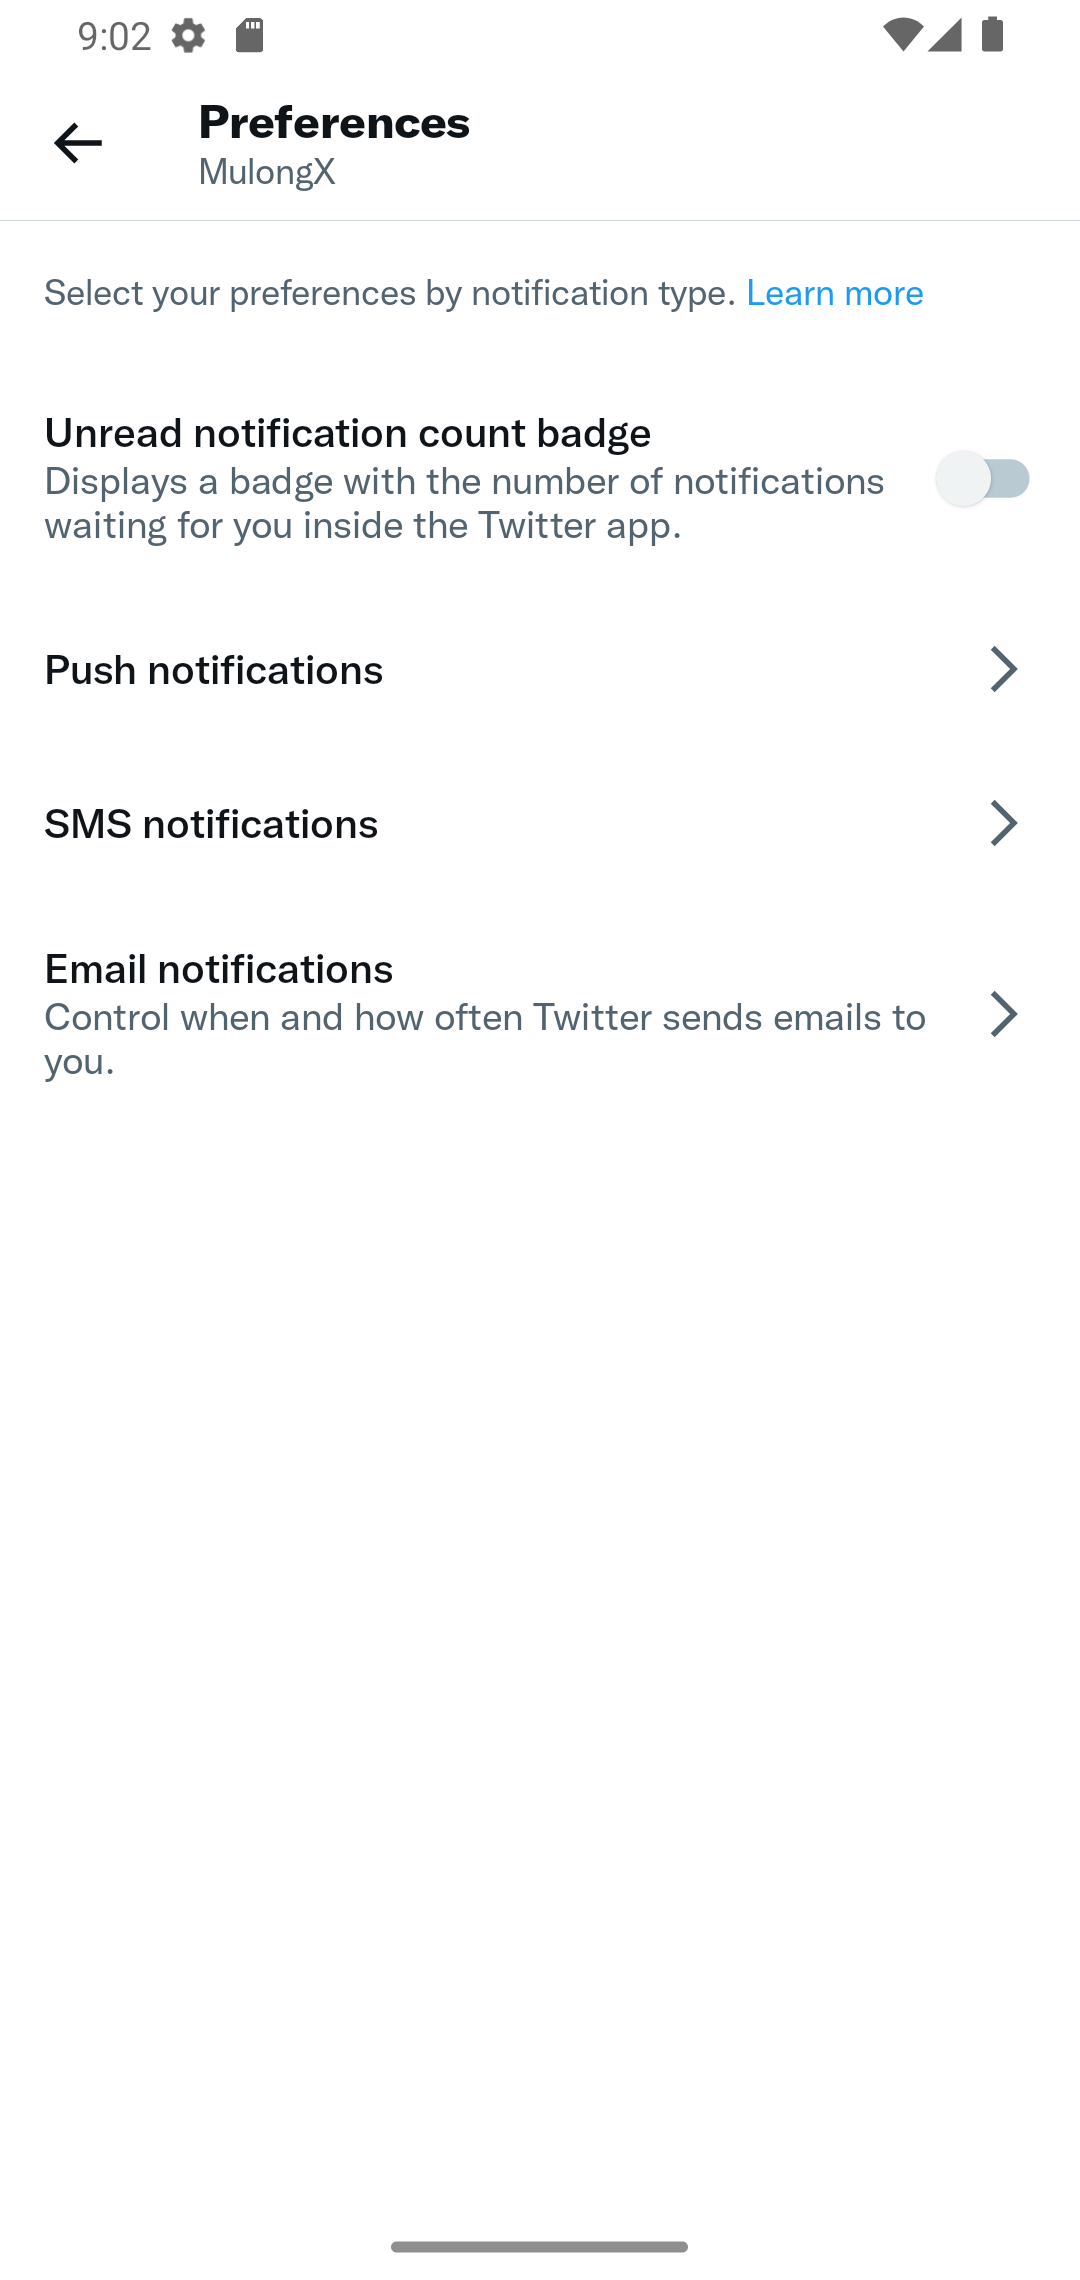 9:02
Preferences
MulongX
Select your preferences by notification type. Learn more
Unread notification count badge
Displays a badge with the number of notifications
waiting for you inside the Twitter app.
Push notifications
SMS notifications
Email notifications
Control when and how often Twitter sends emails to
you.